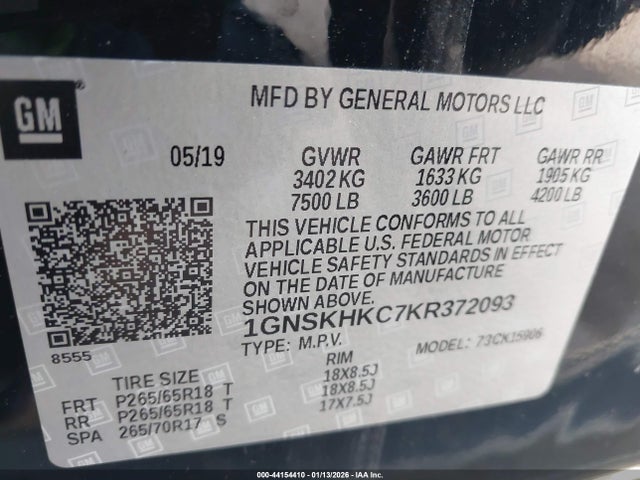 GM
MFD BY GENERAL MOTORS LLC
05/19 GVWR GAWR FRT GAWR RR
3402 KG 1633 KG 1905 KG
7500 LB 3600 LB 4200 LB
THIS VEHICLE CONFORMS TO ALL
APPLICABLE U.S. FEDERAL MOTOR
VEHICLE SAFETY STANDARDS IN EFFECT
ON THE DATE OF MANUFACTURE
SHOWN ABOVE.
1GNSKHKC7KR372093
8555
TYPE: M.P.V. MODEL: 73CK15906
TIRE SIZE RIM
FRT P265/65R18 T 18X8.5J
RR P265/65R18 T 18X8.5J
SPA 265/70R17 S 17X7.5J
000-44154410 - 01/13/2026 - IAA Inc.